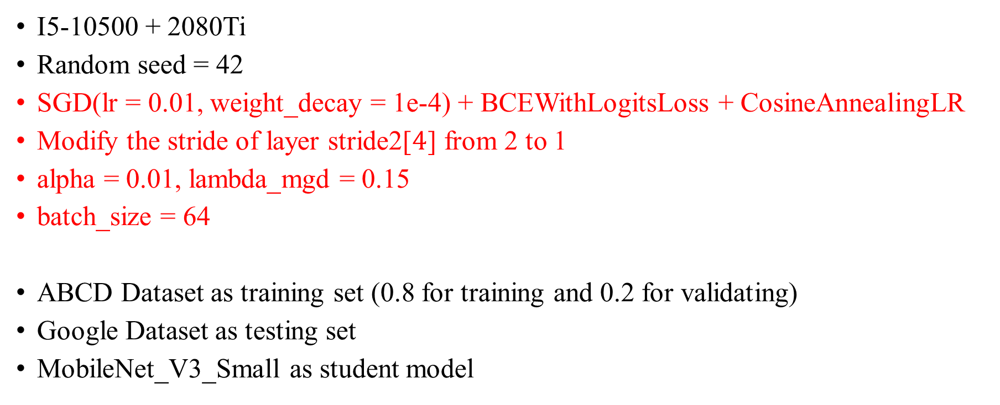 • I5-10500 + 2080Ti
• Random seed = 42
• SGD(lr = 0.01, weight_decay = 1e-4) + BCEWithLogitsLoss + CosineAnnealingLR
• Modify the stride of layer stride2[4] from 2 to 1
• alpha = 0.01, lambda_mgd = 0.15
• batch_size = 64
• ABCD Dataset as training set (0.8 for training and 0.2 for validating)
• Google Dataset as testing set
• MobileNet_V3_Small as student model